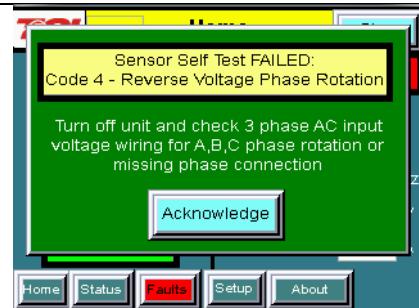 Home
Sensor Self Test FAILED:
Code 4 - Reverse Voltage Phase Rotation
Turn off unit and check 3 phase AC input
voltage wiring for A,B,C phase rotation or
missing phase connection
Acknowledge
Home Status Faults Setup About